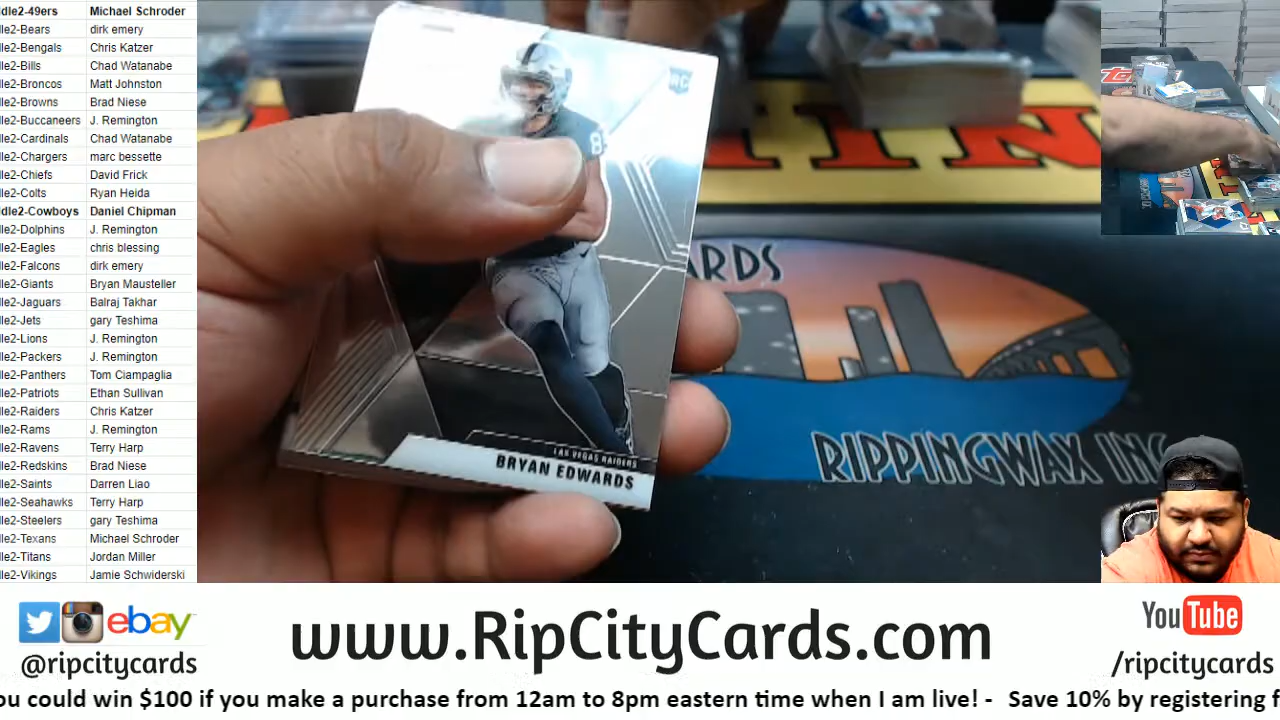 dle2-49ers Michael Schroder
dle2-Bears dirk emery
dle2-Bengals Chris Katzer
dle2-Bills Chad Watanabe
dle2-Broncos Matt Johnston
dle2-Browns Brad Niese
dle2-Buccaneers J. Remington
dle2-Cardinals Chad Watanabe
dle2-Chargers marc bessette
dle2-Chiefs David Frick
dle2-Colts Ryan Heida
dle2-Cowboys Daniel Chipman
dle2-Dolphins J. Remington
dle2-Eagles chris blessing
dle2-Falcons dirk emery
dle2-Giants Bryan Mausteller
dle2-Jaguars Balraj Takhar
dle2-Jets gary Teshima
dle2-Lions J. Remington
dle2-Packers J. Remington
dle2-Panthers Tom Ciampaglia
dle2-Patriots Ethan Sullivan
dle2-Raiders Chris Katzer
dle2-Rams J. Remington
dle2-Ravens Terry Harp
dle2-Redskins Brad Niese
dle2-Saints Darren Liao
dle2-Seahawks Terry Harp
dle2-Steelers gary Teshima
dle2-Texans Michael Schroder
dle2-Titans Jordan Miller
dle2-Vikings Jamie Schwiderski
RC
LAS VEGAS RAIDERS
BRYAN EDWARDS
ARDS
RIPPINGWAX INC
ebay
@ripcitycards
www.RipCityCards.com
YouTube
/ripcitycards
ou could win $100 if you make a purchase from 12am to 8pm eastern time when I am live! - Save 10% by registering f